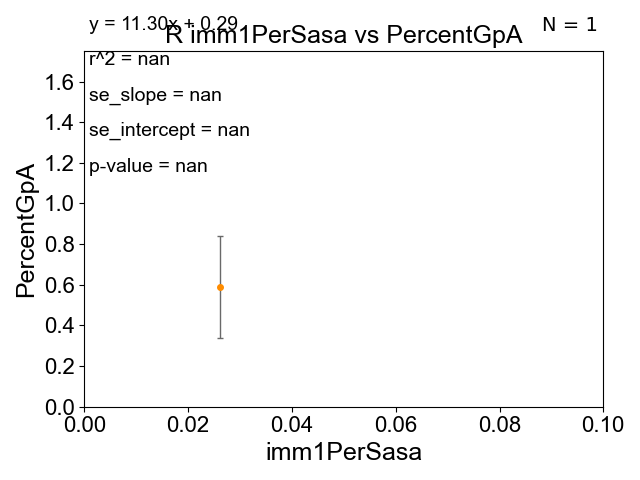 y = 11.30x + 0.29
R imm1PerSasa vs PercentGpA
N = 1
r^2 = nan
se_slope = nan
se_intercept = nan
p-value = nan
PercentGpA
1.6
1.4
1.2
1.0
0.8
0.6
0.4
0.2
0.0
0.00 0.02 0.04 0.06 0.08 0.10
imm1PerSasa